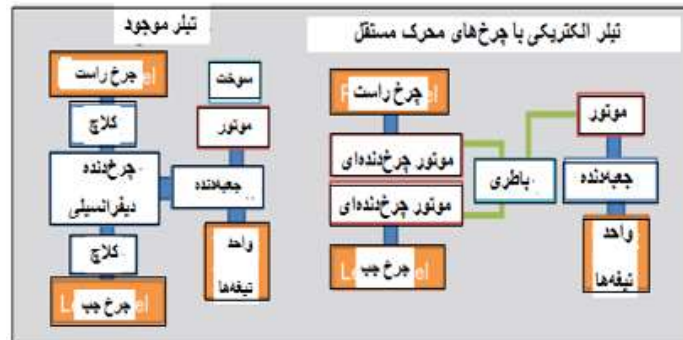 تیلر الکتریکی با چرخ‌های محرک مستقل
چرخ راست
موتور چرخ‌دنده‌ای
موتور چرخ‌دنده‌ای
چرخ چپ
باطری
موتور
جعبه‌دنده
واحد
تیغه‌ها
تیلر موجود
چرخ راست
کلاچ
چرخ‌دنده
دیفرانسیلی
کلاچ
چرخ چپ
سوخت
موتور
جعبه‌دنده
واحد
تیغه‌ها